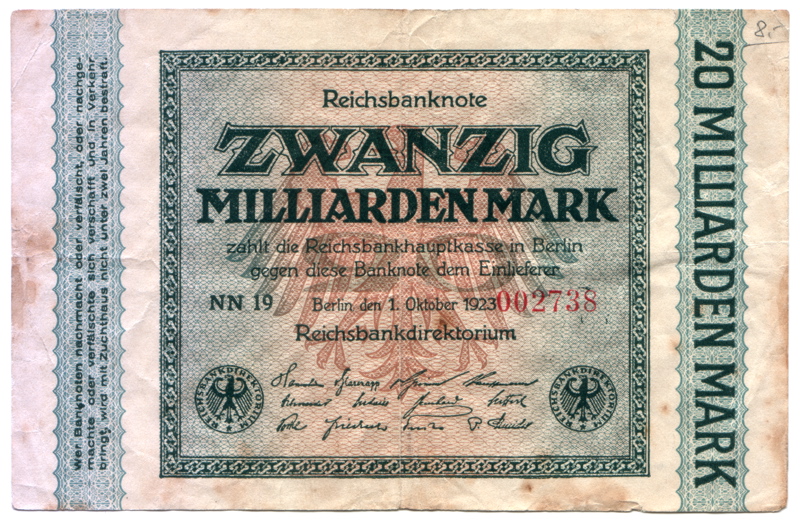 Wer Banknoten nachmacht oder verfälscht, oder nachge-
machte oder verfälschte sich verschafft und in Verkehr
bringt, wird mit Zuchthaus nicht unter zwei Jahren bestraft.
Reichsbanknote
ZWANZIG
MILLIARDEN MARK
zahlt die Reichsbankhauptkasse in Berlin
gegen diese Banknote dem Einlieferer
NN 19 Berlin den 1. Oktober 1923 002738
Reichsbankdirektorium
REICHSBANKDIREKTORIUM
REICHSBANKDIREKTORIUM
20 MILLIARDEN MARK
8.-